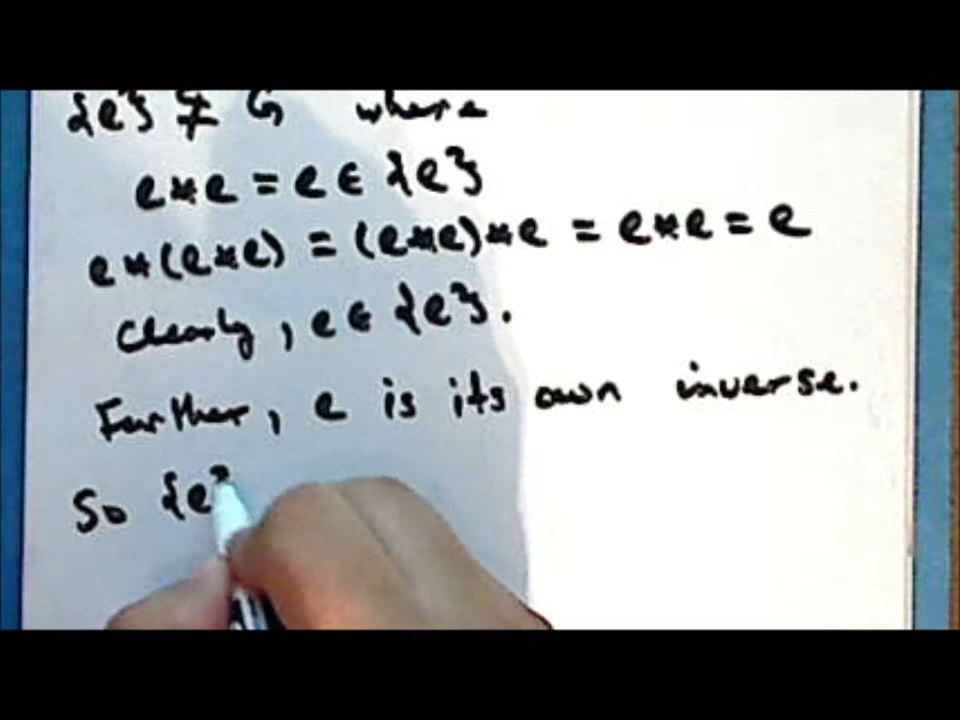 {e} ⊊ G where
e*e = e ∈ {e}
e*(e*e) = (e*e)*e = e*e = e
Clearly, e ∈ {e}.
Further, e is its own inverse.
So {e}